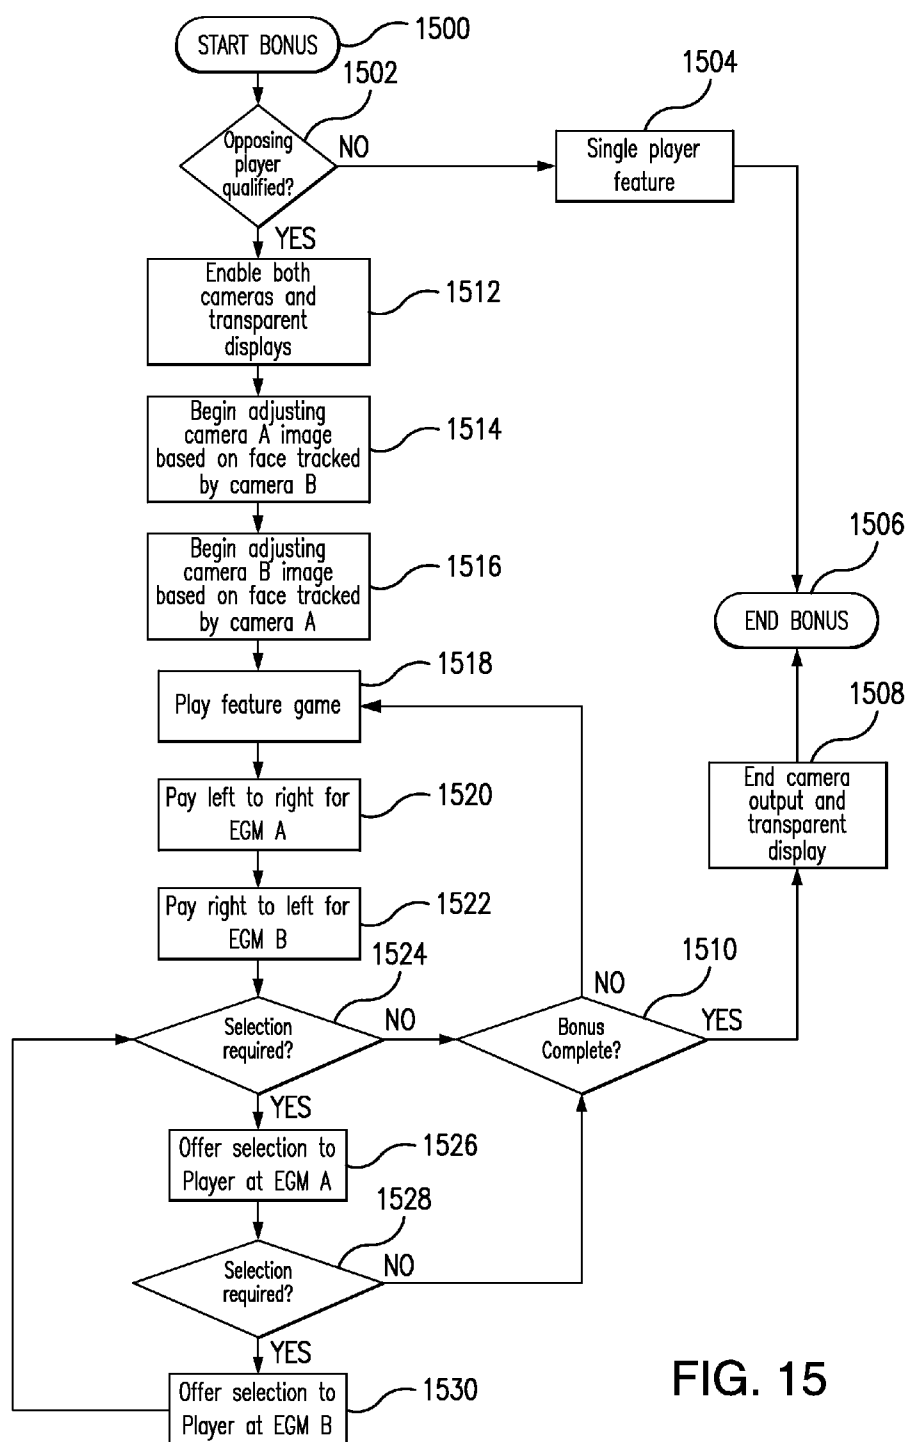 START BONUS
1500
1502
Opposing
player
qualified?
NO
YES
1504
Single player
feature
Enable both
cameras and
transparent
displays
1512
Begin adjusting
camera A image
based on face tracked
by camera B
1514
Begin adjusting
camera B image
based on face tracked
by camera A
1516
1506
END BONUS
1518
Play feature game
1508
End camera
output and
transparent
display
Pay left to right for
EGM A
1520
Pay right to left for
EGM B
1522
1524
Selection
required?
NO
YES
1510
NO
Bonus
Complete?
YES
Offer selection to
Player at EGM A
1526
1528
Selection
required?
NO
YES
Offer selection to
Player at EGM B
1530
FIG. 15